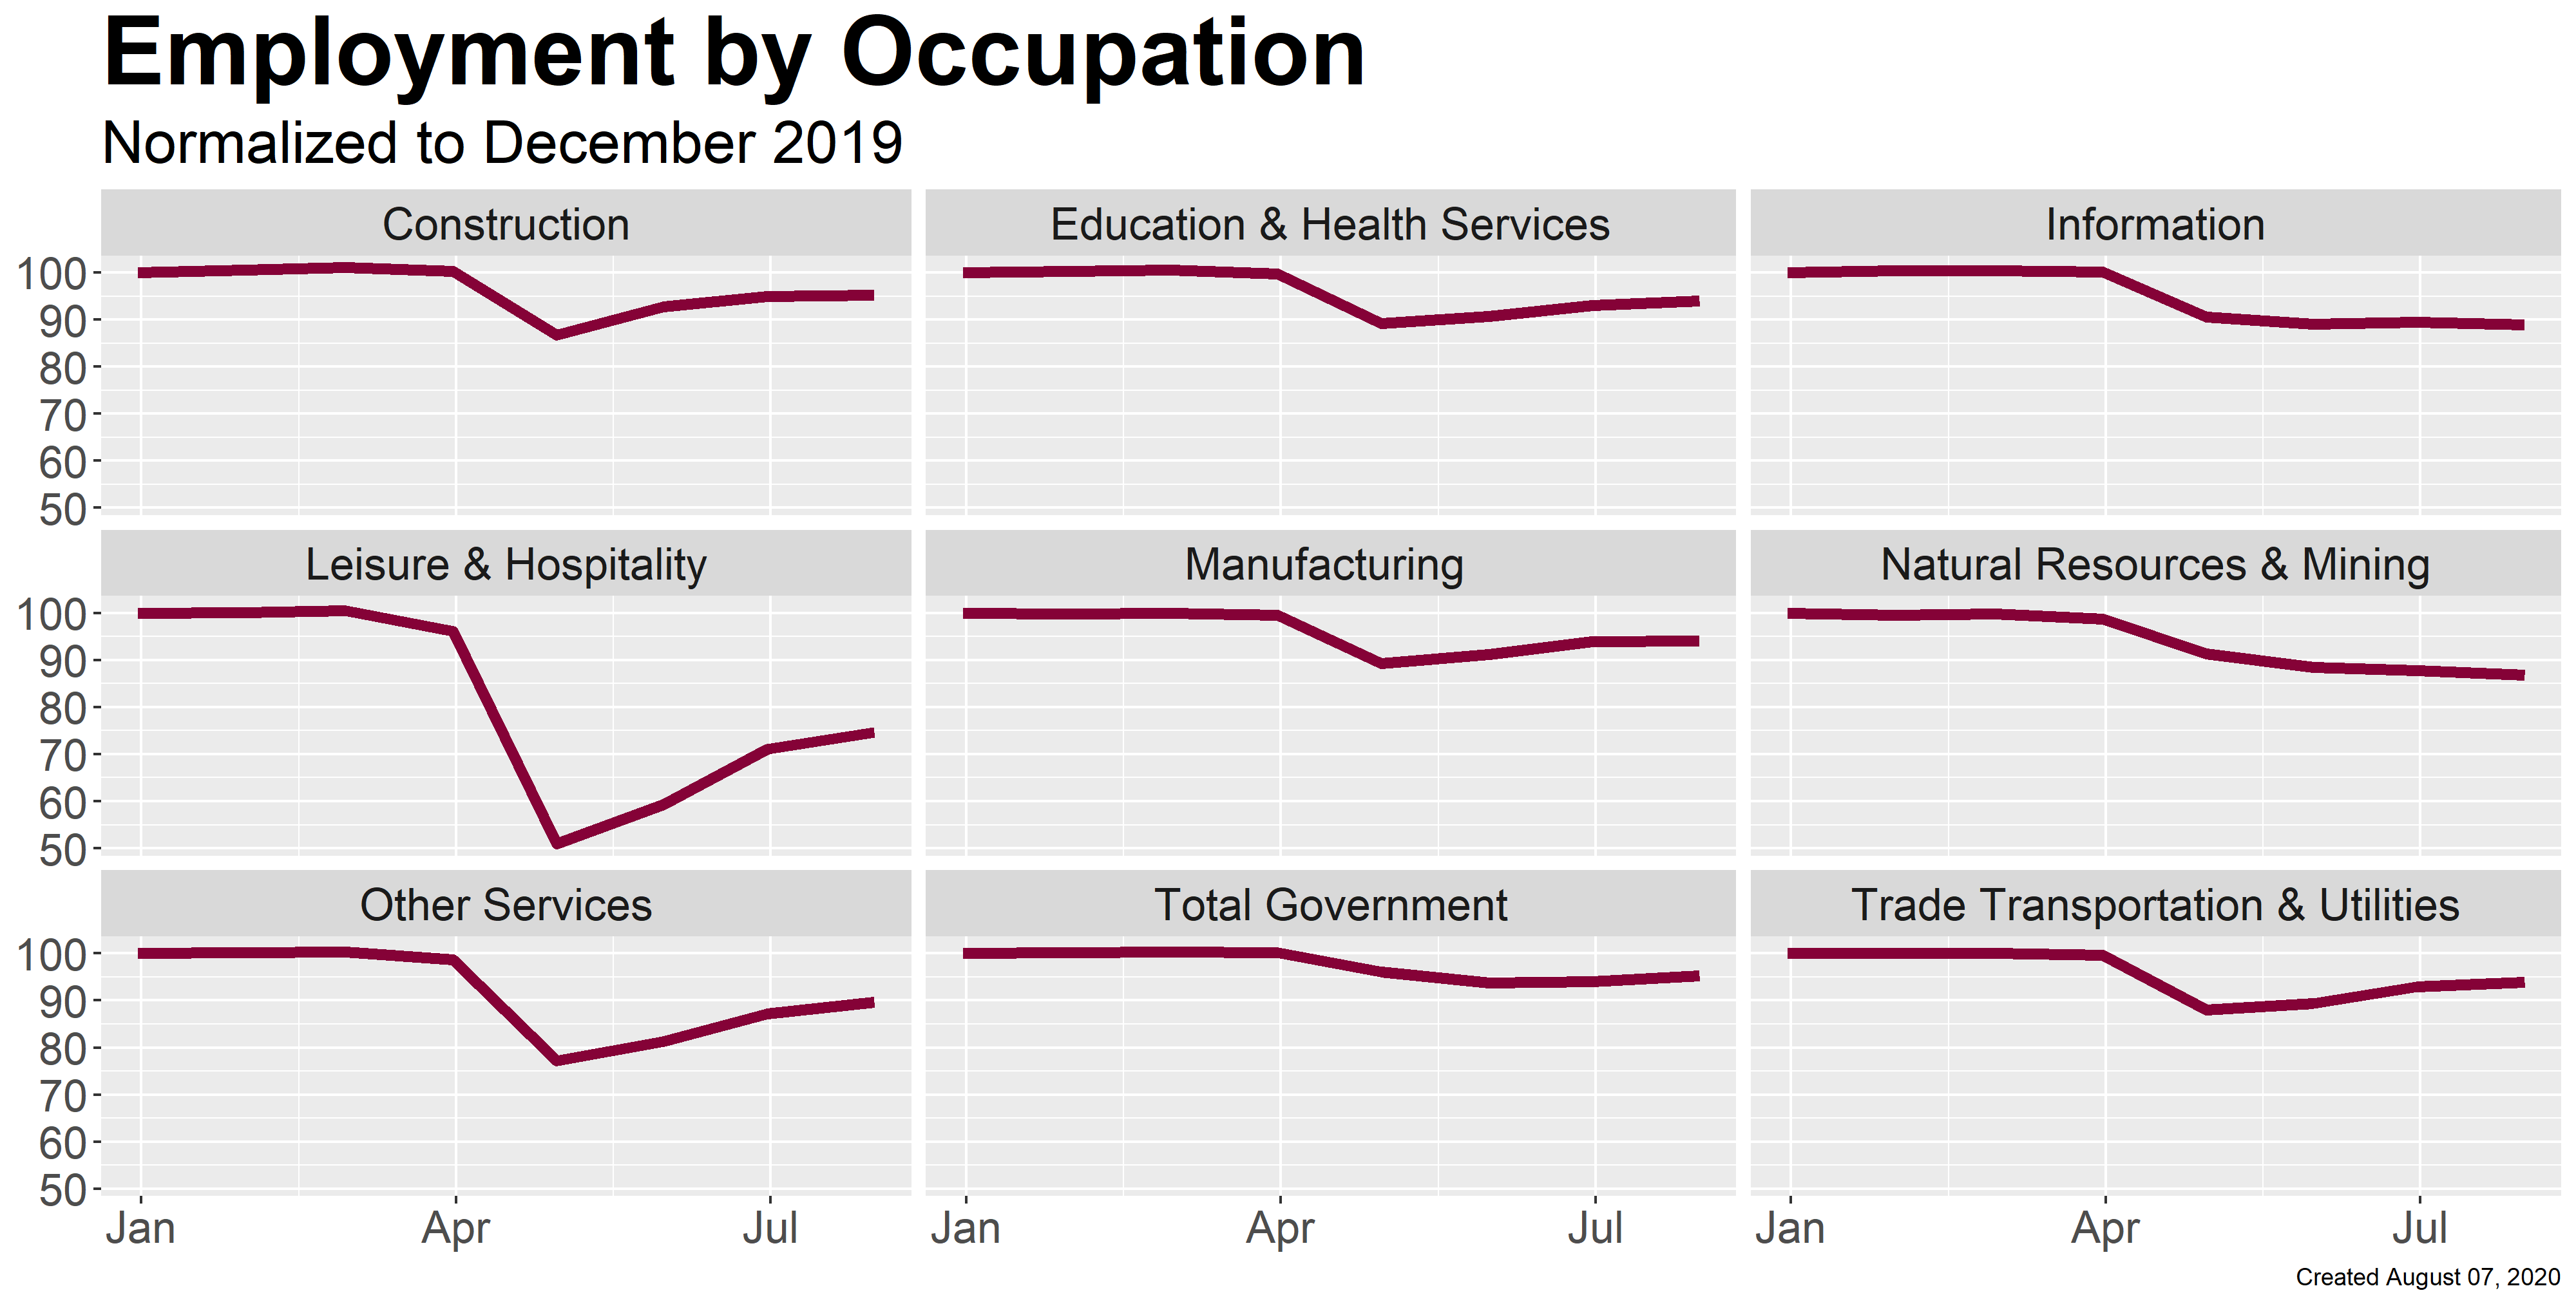 Employment by Occupation
Normalized to December 2019
Construction
Education & Health Services
Information
100
90
80
70
60
50
Leisure & Hospitality
Manufacturing
Natural Resources & Mining
100
90
80
70
60
50
Other Services
Total Government
Trade Transportation & Utilities
100
90
80
70
60
50
Jan Apr Jul
Jan Apr Jul
Jan Apr Jul
Created August 07, 2020